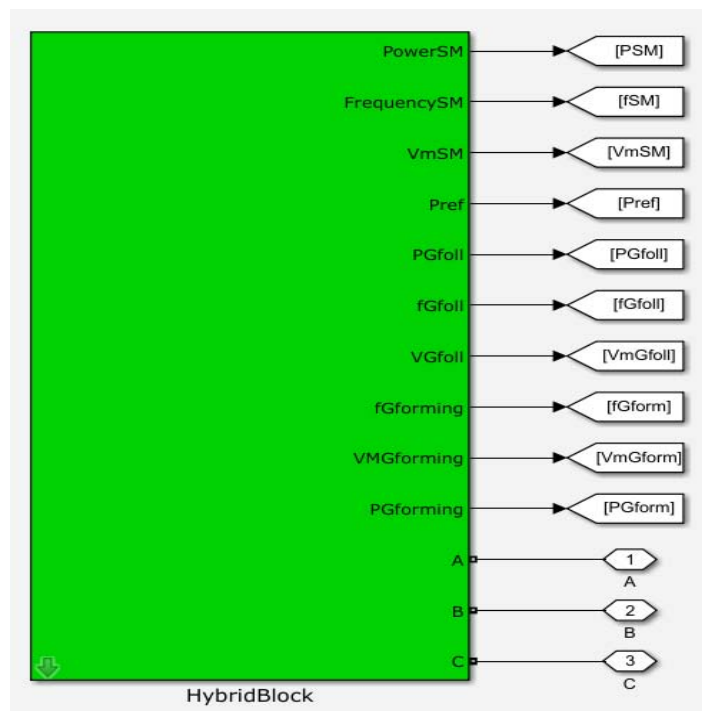 PowerSM [PSM]
FrequencySM [fSM]
VmSM [VmSM]
Pref [Pref]
PGfoll [PGfoll]
fGfoll [fGfoll]
VGfoll [VmGfoll]
fGforming [fGform]
VMGforming [VmGform]
PGforming [PGform]
A 1
A
B 2
B
C 3
C
HybridBlock